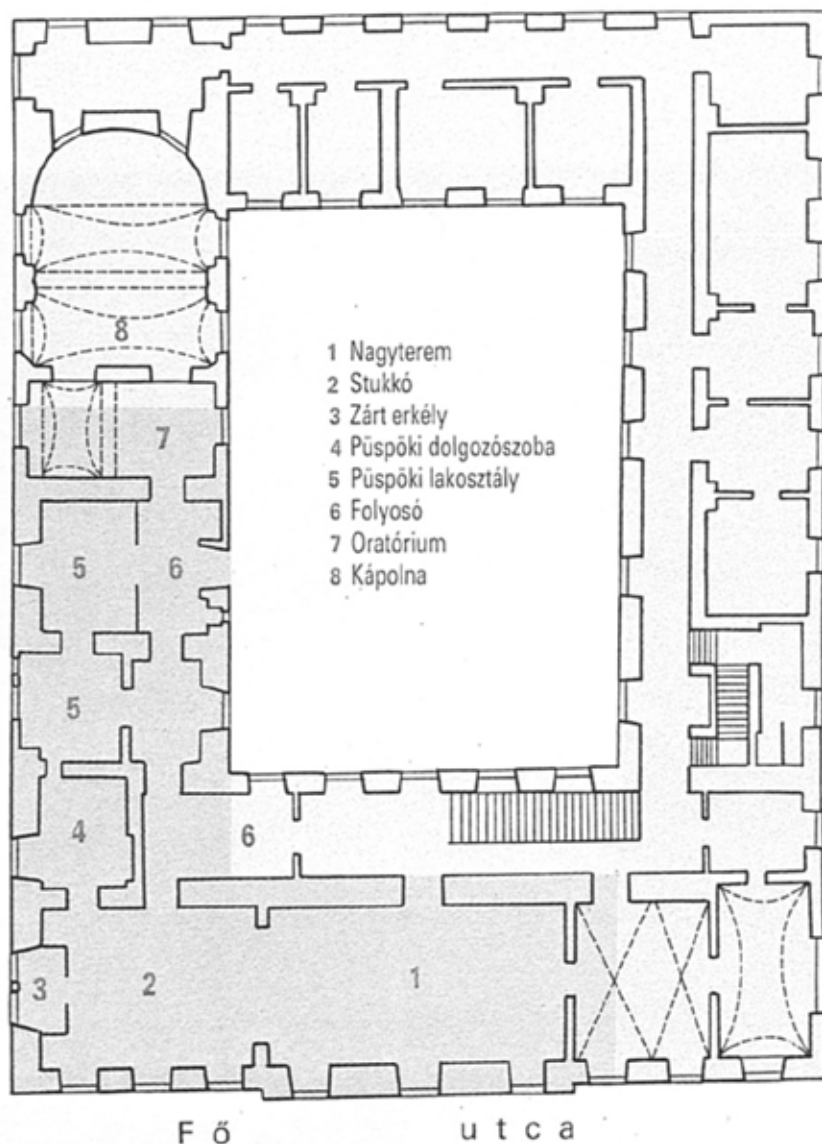 8
7
1 Nagyterem
2 Stukkó
3 Zárt erkély
4 Püspöki dolgozószoba
5 Püspöki lakosztály
6 Folyosó
7 Oratórium
8 Kápolna
5 6
5
4 6
3 2 1
Fő utca